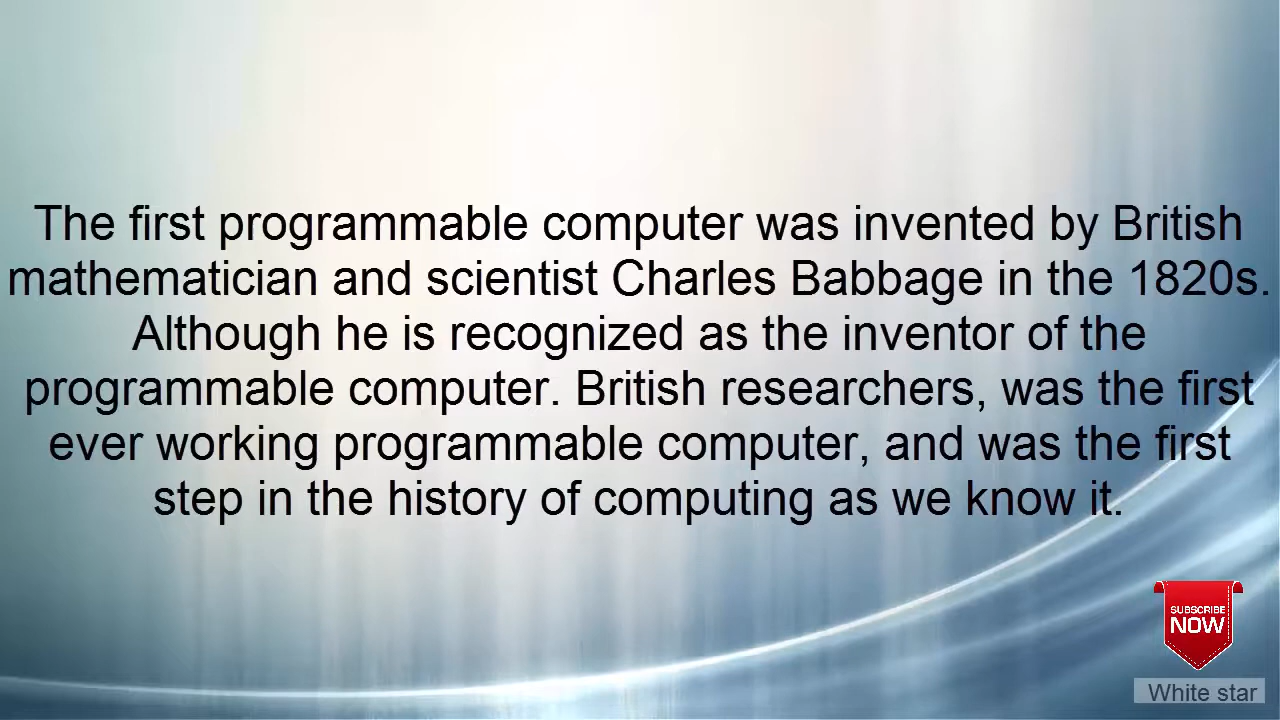 The first programmable computer was invented by British
mathematician and scientist Charles Babbage in the 1820s.
Although he is recognized as the inventor of the
programmable computer. British researchers, was the first
ever working programmable computer, and was the first
step in the history of computing as we know it.
SUBSCRIBE
NOW
White star